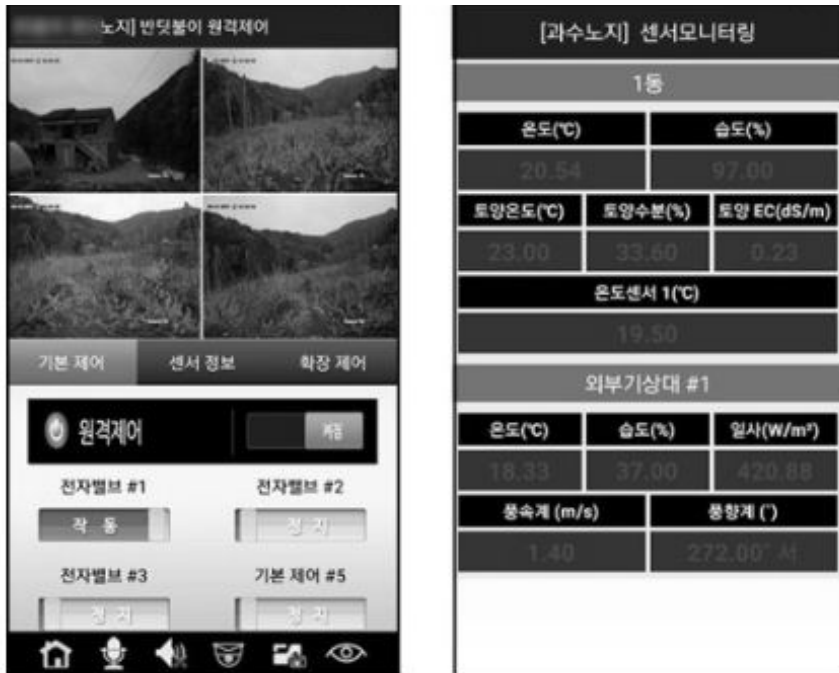 노지] 반딧불이 원격제어
기본 제어 센서 정보 확장 제어
원격제어
전자밸브 #1 전자밸브 #2
작 동 정 지
전자밸브 #3 기본 제어 #5
정 지 정 지
[과수노지] 센서모니터링
1동
온도(℃) 습도(%)
20.54 97.00
토양온도(℃) 토양수분(%) 토양 EC(dS/m)
23.00 33.60 0.23
온도센서 1(℃)
19.50
외부기상대 #1
온도(℃) 습도(%) 일사(W/m²)
18.33 37.00 420.88
풍속계 (m/s) 풍향계 (˚)
1.40 272.00˚ 서